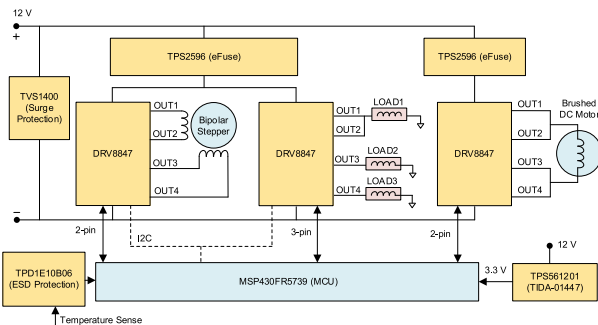 12 V
+
TPS2596 (eFuse)
TPS2596 (eFuse)
TVS1400
(Surge
Protection)
DRV8847
OUT1
OUT2
OUT3
OUT4
Bipolar
Stepper
DRV8847
OUT1
OUT2
OUT3
OUT4
LOAD1
LOAD2
LOAD3
DRV8847
OUT1
OUT2
OUT3
OUT4
Brushed
DC Motor
−
2-pin
I2C
3-pin
2-pin
TPD1E10B06
(ESD Protection)
MSP430FR5739 (MCU)
3.3 V
12 V
TPS561201
(TIDA-01447)
Temperature Sense